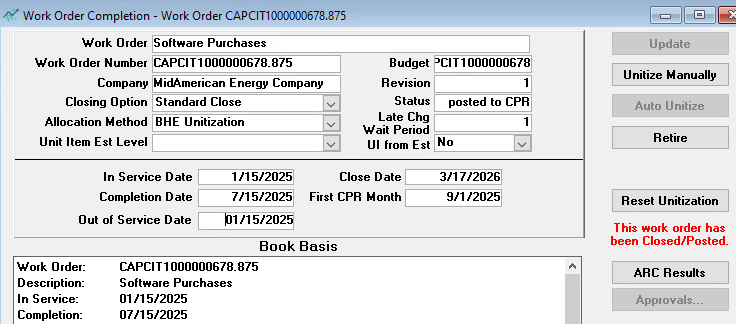 Work Order Completion - Work Order CAPCIT1000000678.875
Work Order Software Purchases
Work Order Number CAPCIT1000000678.875 Budget PCIT1000000678
Company MidAmerican Energy Company Revision 1
Closing Option Standard Close Status posted to CPR
Allocation Method BHE Unitization Late Chg Wait Period 1
Unit Item Est Level UI from Est No
In Service Date 1/15/2025 Close Date 3/17/2026
Completion Date 7/15/2025 First CPR Month 9/1/2025
Out of Service Date 01/15/2025
Update
Unitize Manually
Auto Unitize
Retire
Reset Unitization
This work order has
been Closed/Posted.
ARC Results
Approvals...
Book Basis
Work Order: CAPCIT1000000678.875
Description: Software Purchases
In Service: 01/15/2025
Completion: 07/15/2025